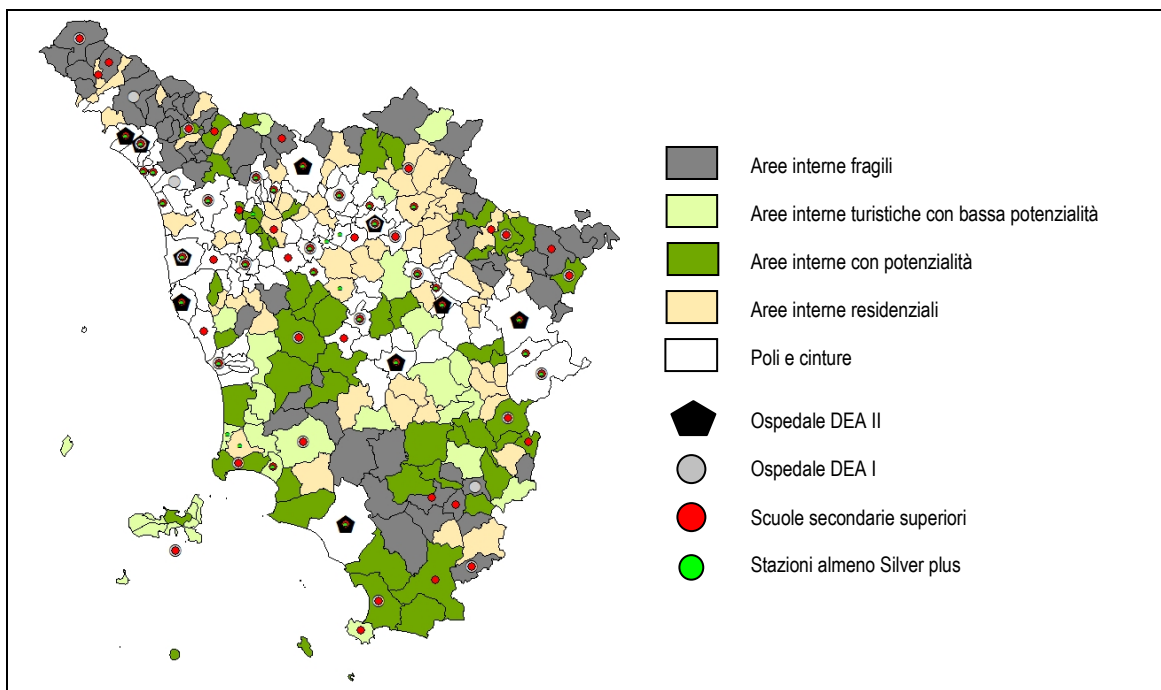 Aree interne fragili
Aree interne turistiche con bassa potenzialità
Aree interne con potenzialità
Aree interne residenziali
Poli e cinture
Ospedale DEA II
Ospedale DEA I
Scuole secondarie superiori
Stazioni almeno Silver plus